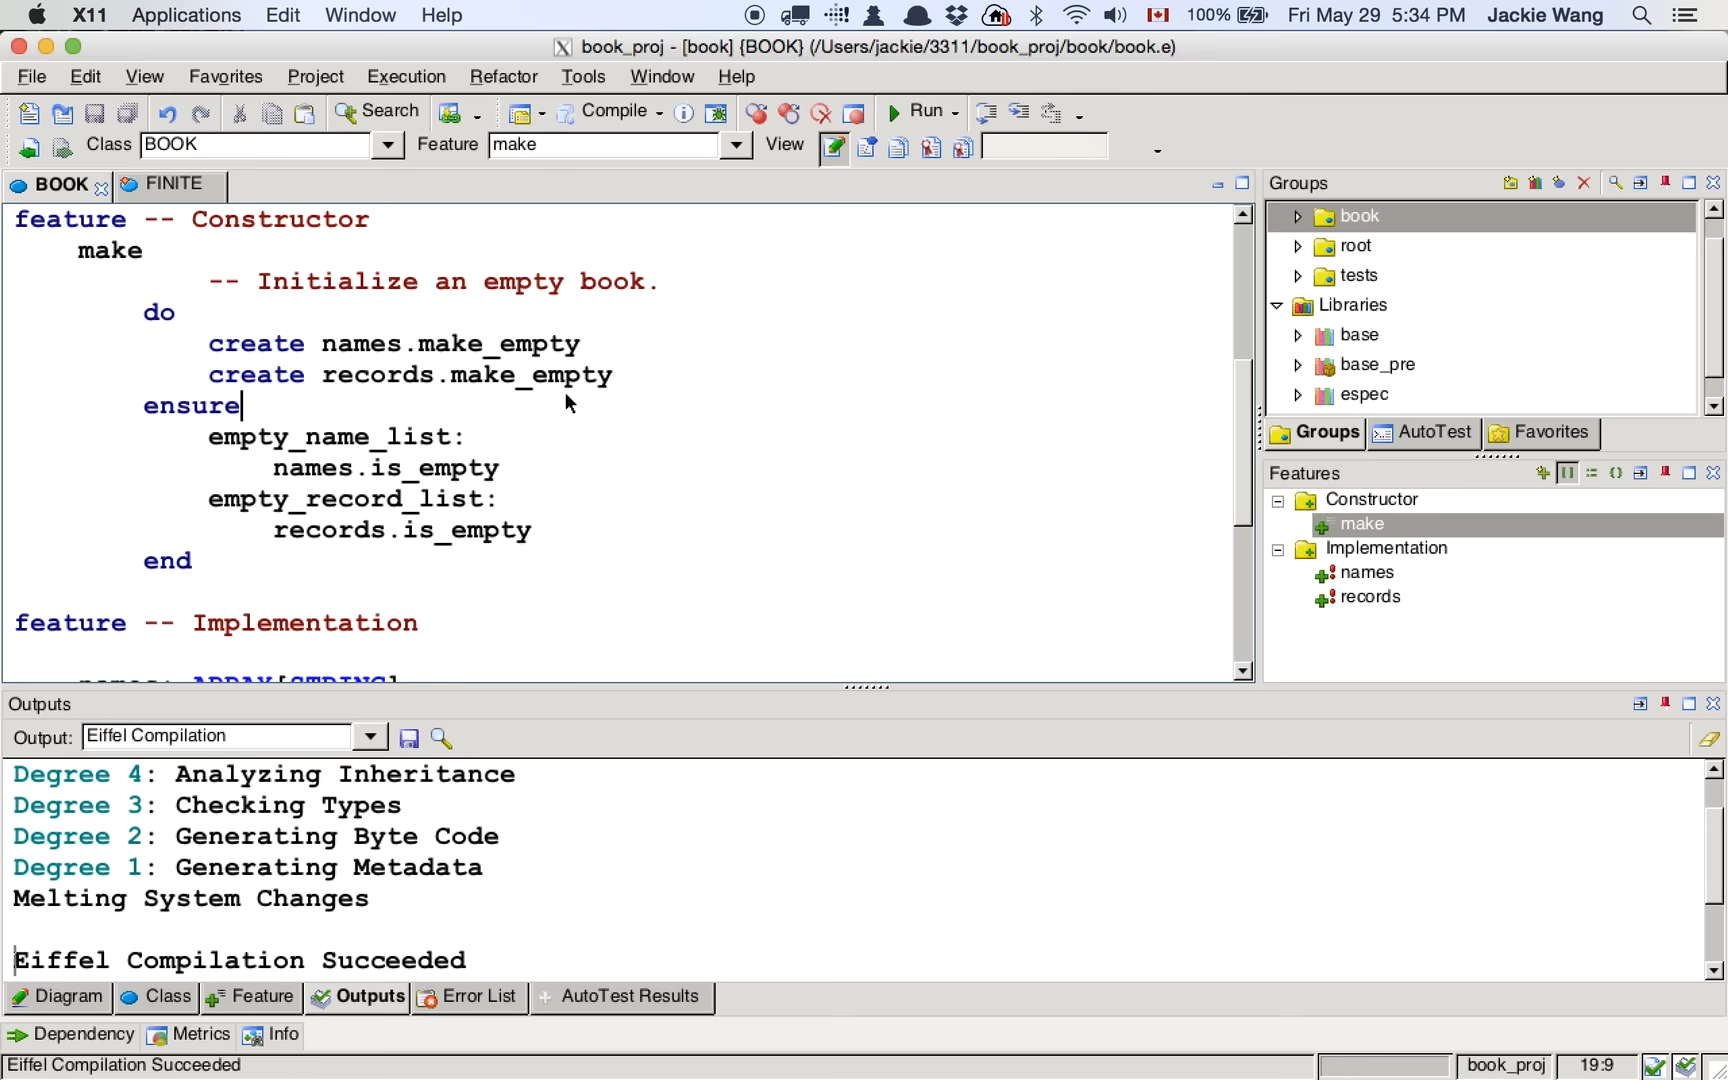 X11 Applications Edit Window Help 100% Fri May 29 5:34 PM Jackie Wang
book_proj - [book] {BOOK} (/Users/jackie/3311/book_proj/book/book.e)
File Edit View Favorites Project Execution Refactor Tools Window Help
Search Compile Run
Class BOOK Feature make View
BOOK FINITE
feature -- Constructor
make
-- Initialize an empty book.
do
create names.make_empty
create records.make_empty
ensure
empty_name_list:
names.is_empty
empty_record_list:
records.is_empty
end
feature -- Implementation
names: ARRAY[STRING]
Groups
book
root
tests
Libraries
base
base_pre
espec
Groups AutoTest Favorites
Features
Constructor
make
Implementation
names
records
Outputs
Output: Eiffel Compilation
Degree 4: Analyzing Inheritance
Degree 3: Checking Types
Degree 2: Generating Byte Code
Degree 1: Generating Metadata
Melting System Changes
Eiffel Compilation Succeeded
Diagram Class Feature Outputs Error List AutoTest Results
Dependency Metrics Info
Eiffel Compilation Succeeded book_proj 19:9